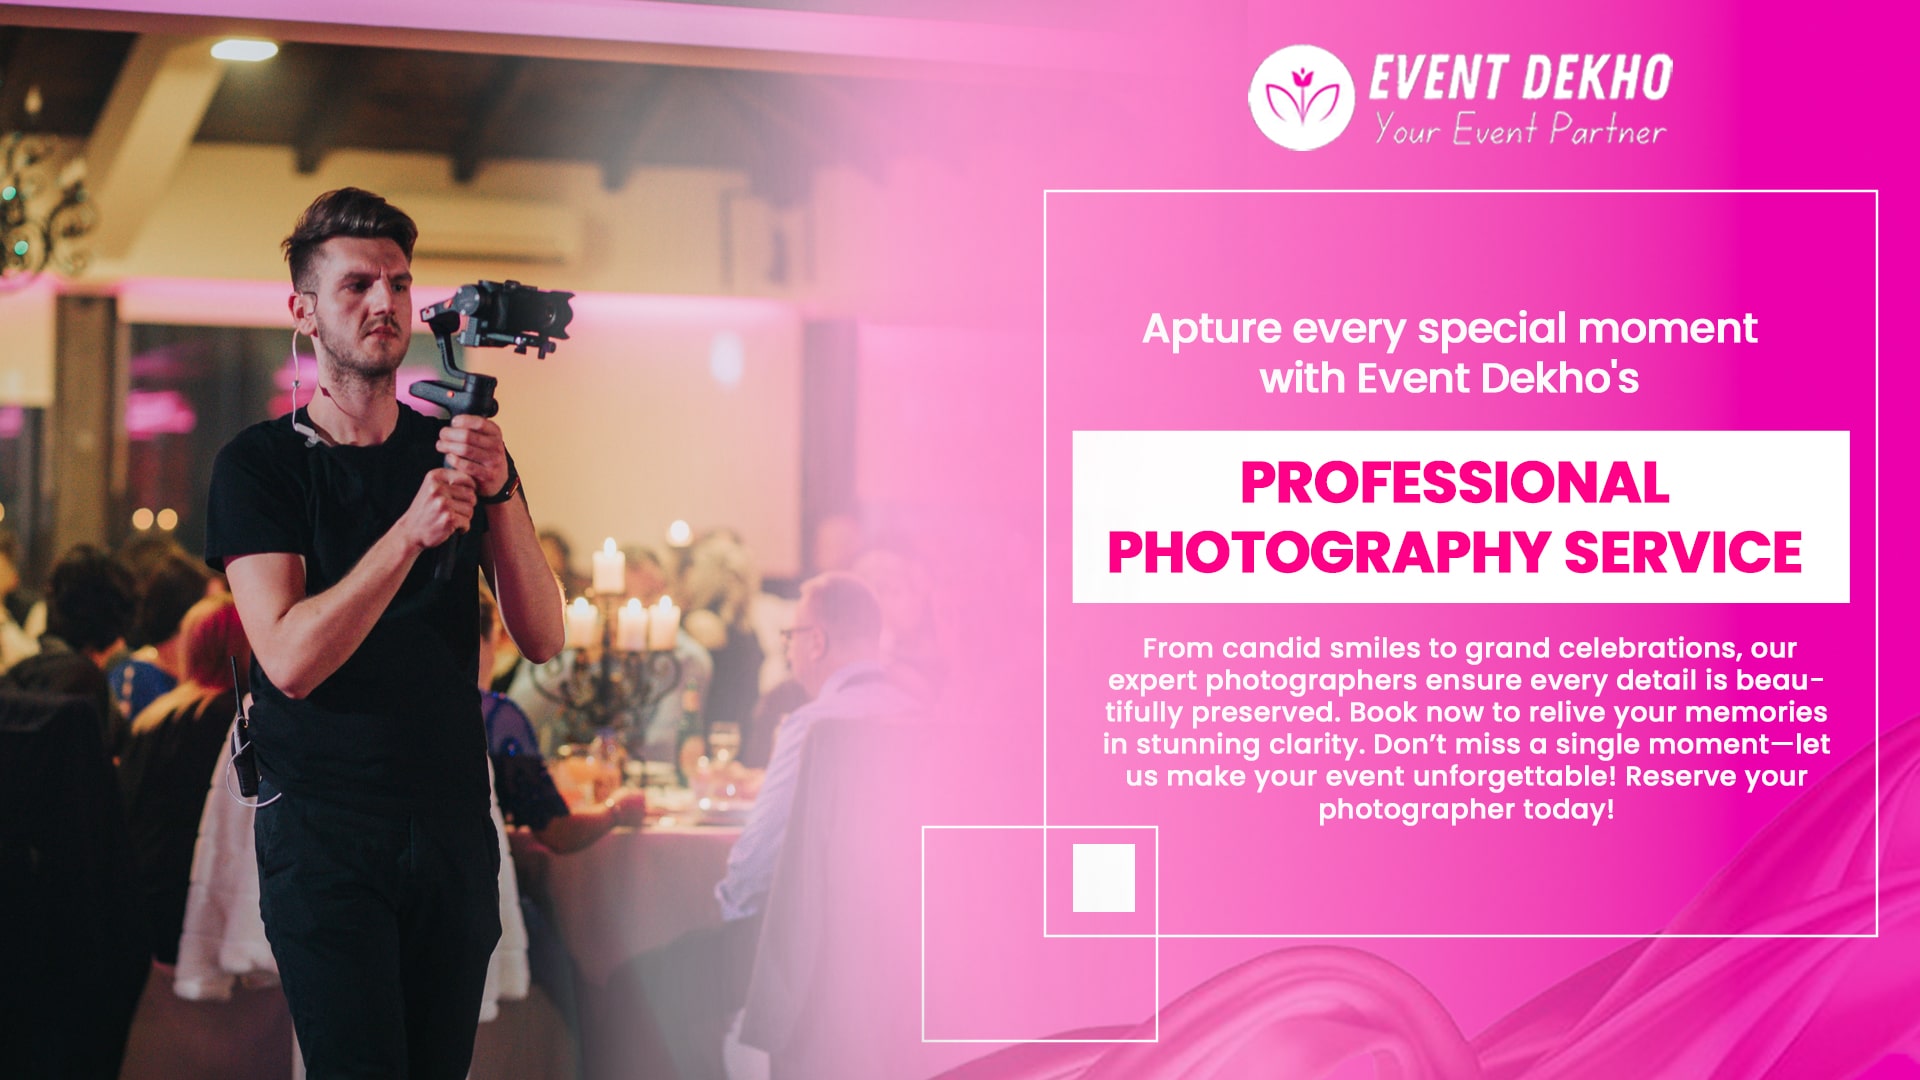 EVENT DEKHO
Your Event Partner
Apture every special moment
with Event Dekho's
PROFESSIONAL
PHOTOGRAPHY SERVICE
From candid smiles to grand celebrations, our
expert photographers ensure every detail is beau-
tifully preserved. Book now to relive your memories
in stunning clarity. Don’t miss a single moment—let
us make your event unforgettable! Reserve your
photographer today!